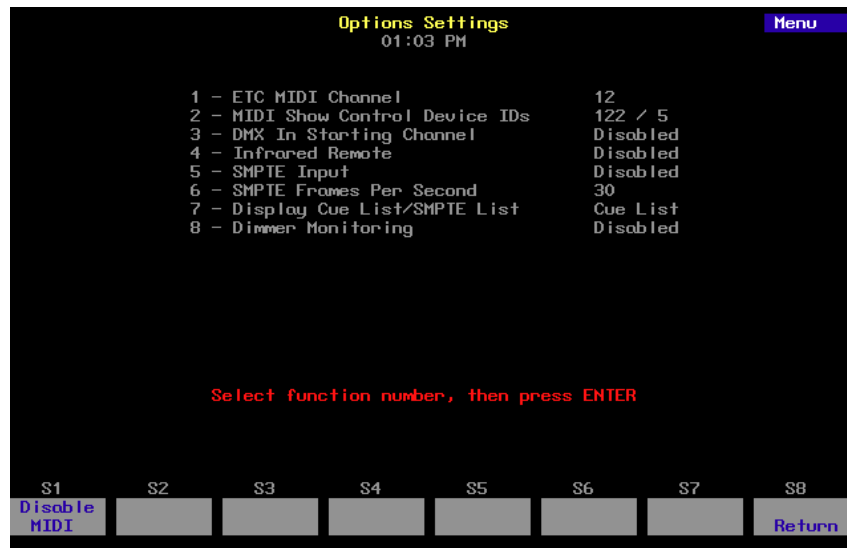 Options Settings Menu
01:03 PM
1 - ETC MIDI Channel 12
2 - MIDI Show Control Device IDs 122 / 5
3 - DMX In Starting Channel Disabled
4 - Infrared Remote Disabled
5 - SMPTE Input Disabled
6 - SMPTE Frames Per Second 30
7 - Display Cue List/SMPTE List Cue List
8 - Dimmer Monitoring Disabled
Select function number, then press ENTER
S1 S2 S3 S4 S5 S6 S7 S8
Disable
MIDI Return